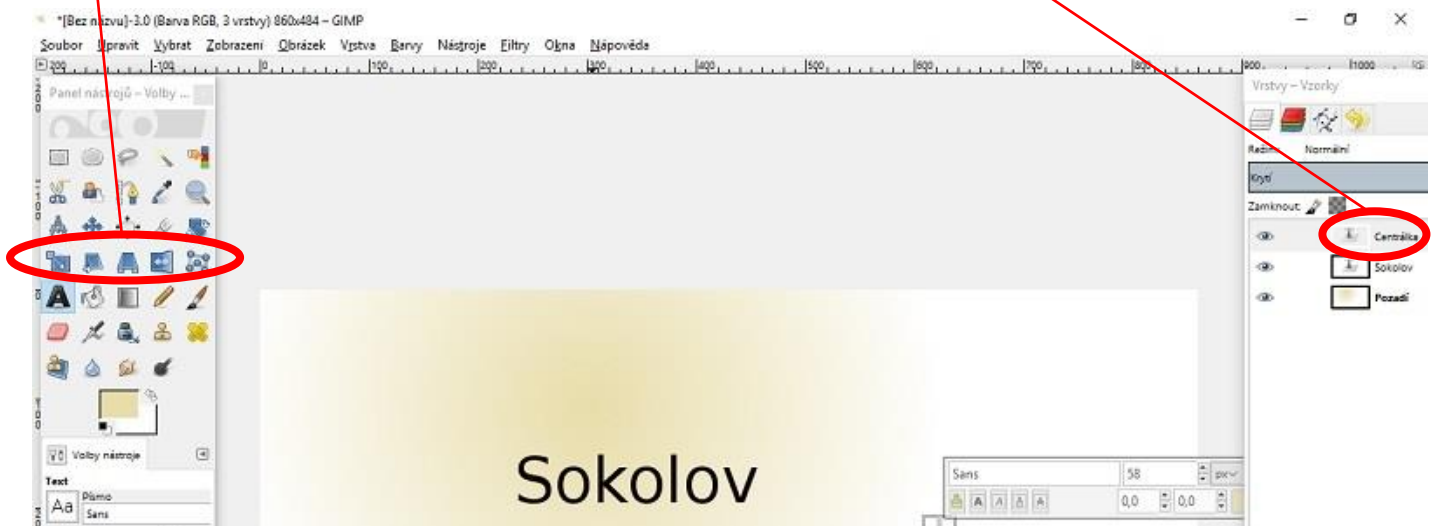 *[Bez názvu]-3.0 (Barva RGB, 3 vrstvy) 860x484 – GIMP
Soubor Upravit Vybrat Zobrazení Obrázek Vrstva Barvy Nástroje Filtry Okna Nápověda
Panel nástrojů – Volby ...
Vrstvy – Vzorky
Režim: Normální
Krytí
Zamknout:
Centrálka
Sokolov
Pozadí
Volby nástroje
Text
Písmo
Aa Sans
Sokolov
Sans 58 px
0,0 0,0